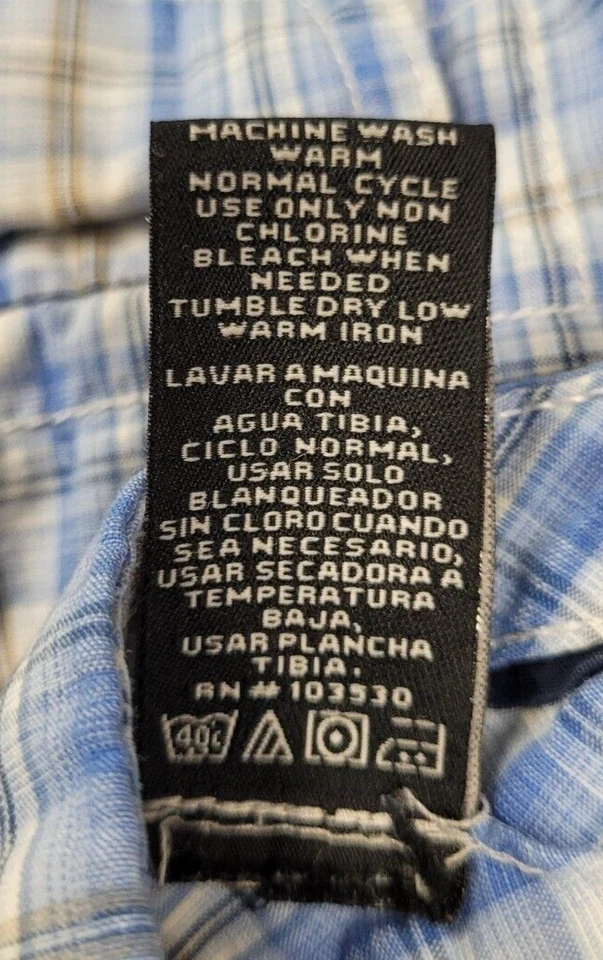 MACHINE WASH
WARM
NORMAL CYCLE
USE ONLY NON
CHLORINE
BLEACH WHEN
NEEDED
TUMBLE DRY LOW
WARM IRON
LAVAR A MAQUINA
CON
AGUA TIBIA,
CICLO NORMAL,
USAR SOLO
BLANQUEADOR
SIN CLORO CUANDO
SEA NECESARIO,
USAR SECADORA A
TEMPERATURA
BAJA,
USAR PLANCHA
TIBIA.
RN # 103930
40C